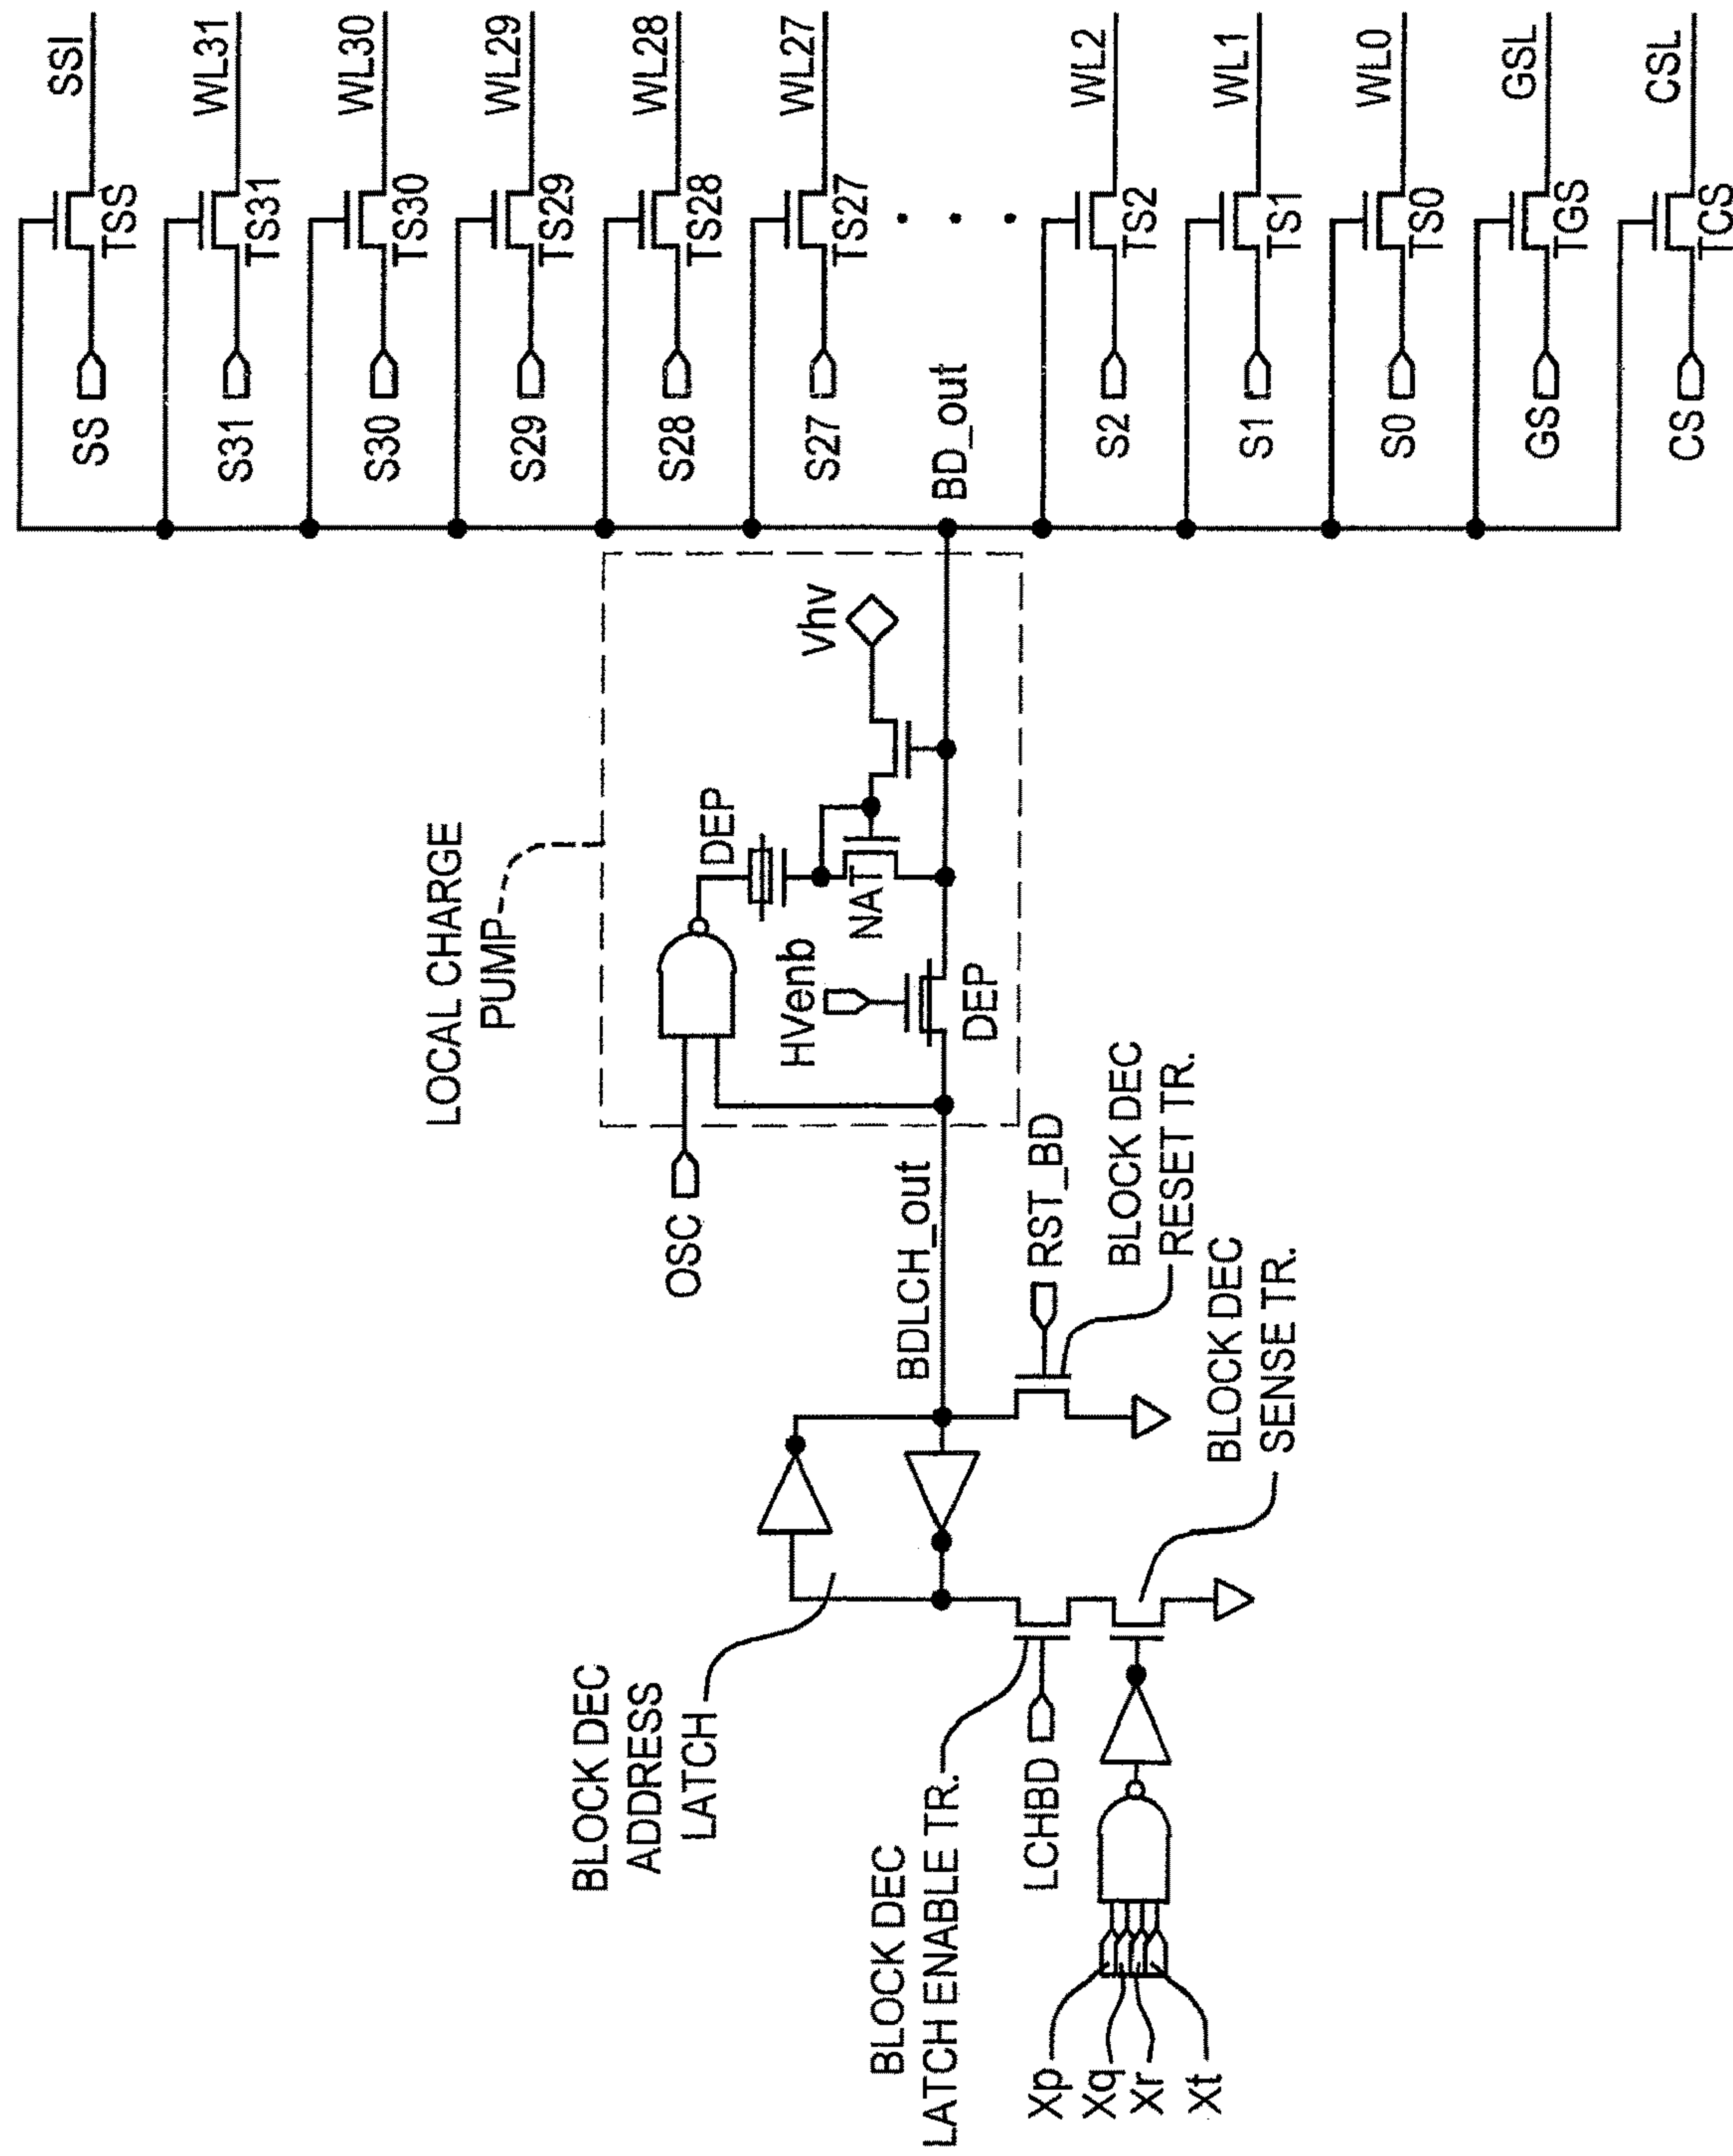 LOCAL CHARGE
PUMP
OSC
HVenb
DEP
DEP
NAT
Vhv
BD_out
BDLCH_out
RST_BD
BLOCK DEC
RESET TR.
BLOCK DEC
SENSE TR.
BLOCK DEC
ADDRESS
LATCH
BLOCK DEC
LATCH ENABLE TR.
LCHBD
Xp
Xq
Xr
Xt
SS
TSS
SSl
S31
TS31
WL31
S30
TS30
WL30
S29
TS29
WL29
S28
TS28
WL28
S27
TS27
WL27
S2
TS2
WL2
S1
TS1
WL1
S0
TS0
WL0
GS
TGS
GSL
CS
TCS
CSL